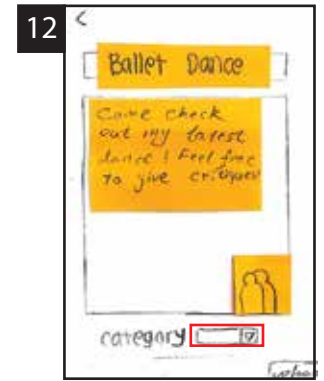 12
<
Ballet Dance
Come check
out my latest
dance! Feel free
to give critiques
category